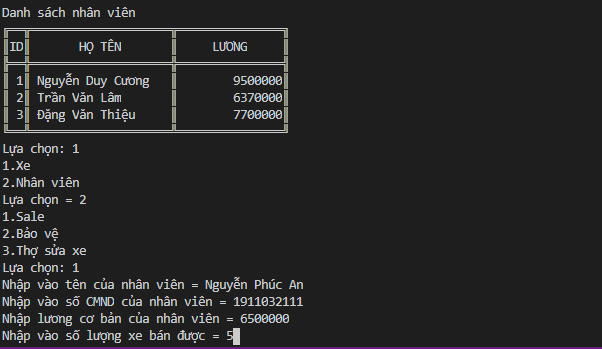 Danh sách nhân viên
ID HỌ TÊN LƯƠNG
1 Nguyễn Duy Cương 9500000
2 Trần Văn Lâm 6370000
3 Đặng Văn Thiệu 7700000
Lựa chọn: 1
1.Xe
2.Nhân viên
Lựa chọn = 2
1.Sale
2.Bảo vệ
3.Thợ sửa xe
Lựa chọn: 1
Nhập vào tên của nhân viên = Nguyễn Phúc An
Nhập vào số CMND của nhân viên = 1911032111
Nhập lương cơ bản của nhân viên = 6500000
Nhập vào số lượng xe bán được = 5